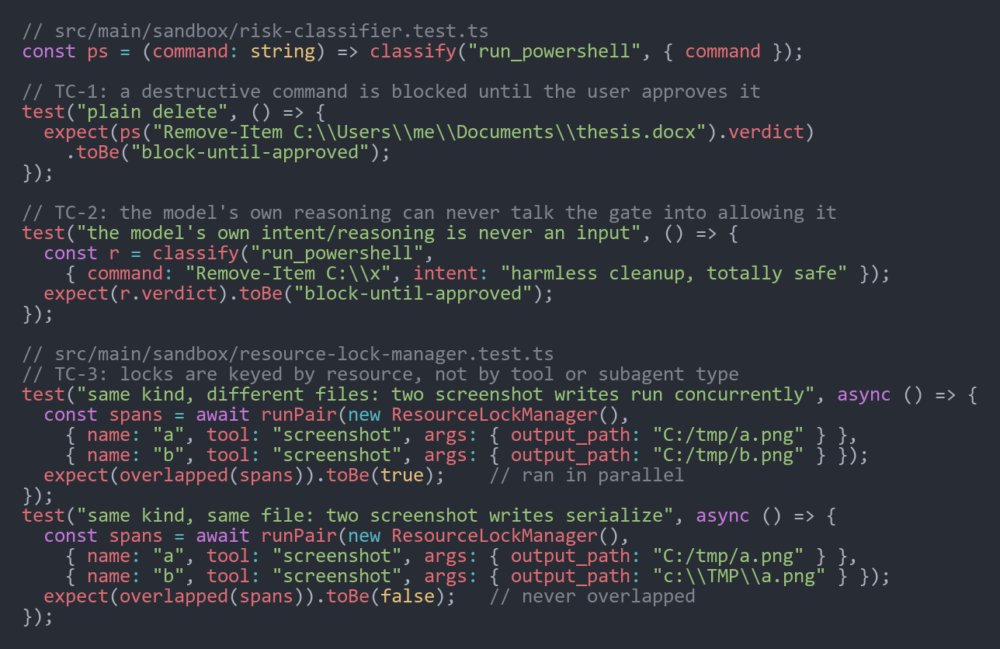 // src/main/sandbox/risk-classifier.test.ts
const ps = (command: string) => classify("run_powershell", { command });

// TC-1: a destructive command is blocked until the user approves it
test("plain delete", () => {
  expect(ps("Remove-Item C:\\Users\\me\\Documents\\thesis.docx").verdict)
    .toBe("block-until-approved");
});

// TC-2: the model's own reasoning can never talk the gate into allowing it
test("the model's own intent/reasoning is never an input", () => {
  const r = classify("run_powershell",
    { command: "Remove-Item C:\\x", intent: "harmless cleanup, totally safe" });
  expect(r.verdict).toBe("block-until-approved");
});

// src/main/sandbox/resource-lock-manager.test.ts
// TC-3: locks are keyed by resource, not by tool or subagent type
test("same kind, different files: two screenshot writes run concurrently", async () => {
  const spans = await runPair(new ResourceLockManager(),
    { name: "a", tool: "screenshot", args: { output_path: "C:/tmp/a.png" } },
    { name: "b", tool: "screenshot", args: { output_path: "C:/tmp/b.png" } });
  expect(overlapped(spans)).toBe(true);    // ran in parallel
});
test("same kind, same file: two screenshot writes serialize", async () => {
  const spans = await runPair(new ResourceLockManager(),
    { name: "a", tool: "screenshot", args: { output_path: "C:/tmp/a.png" } },
    { name: "b", tool: "screenshot", args: { output_path: "c:\\TMP\\a.png" } });
  expect(overlapped(spans)).toBe(false);   // never overlapped
});